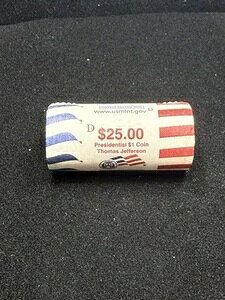 www.usmint.gov
D $25.00
Presidential $1 Coin
Thomas Jefferson